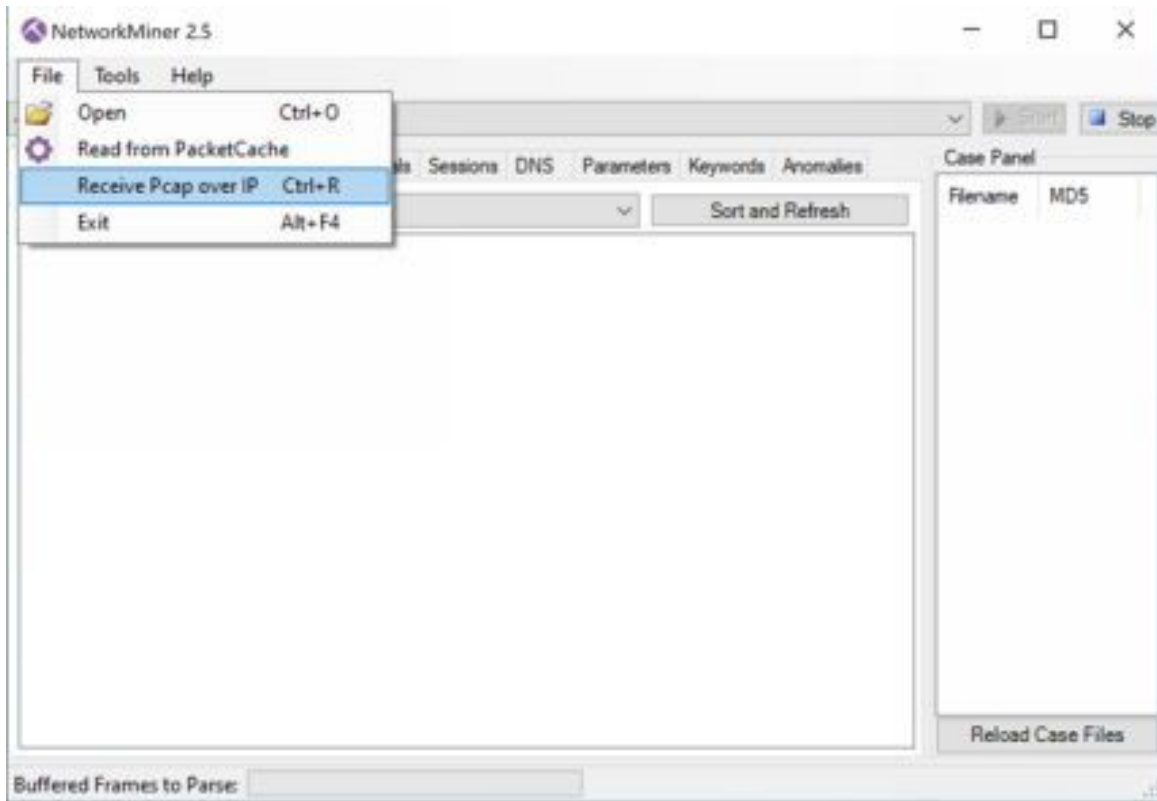 NetworkMiner 2.5
File Tools Help
Open Ctrl+O
Read from PacketCache
Receive Pcap over IP Ctrl+R
Exit Alt+F4
Start Stop
Sessions DNS Parameters Keywords Anomalies
Sort and Refresh
Case Panel
Filename MD5
Reload Case Files
Buffered Frames to Parse: